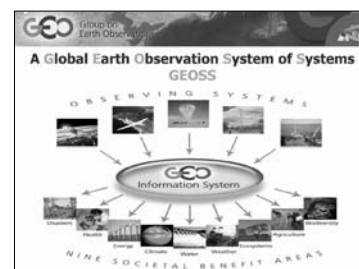 GEO Group on
Earth Observations
A Global Earth Observation System of Systems
GEOSS
OBSERVING SYSTEMS
GEO
Information System
Disasters
Health
Energy
Climate
Water
Weather
Ecosystems
Agriculture
Biodiversity
NINE SOCIETAL BENEFIT AREAS